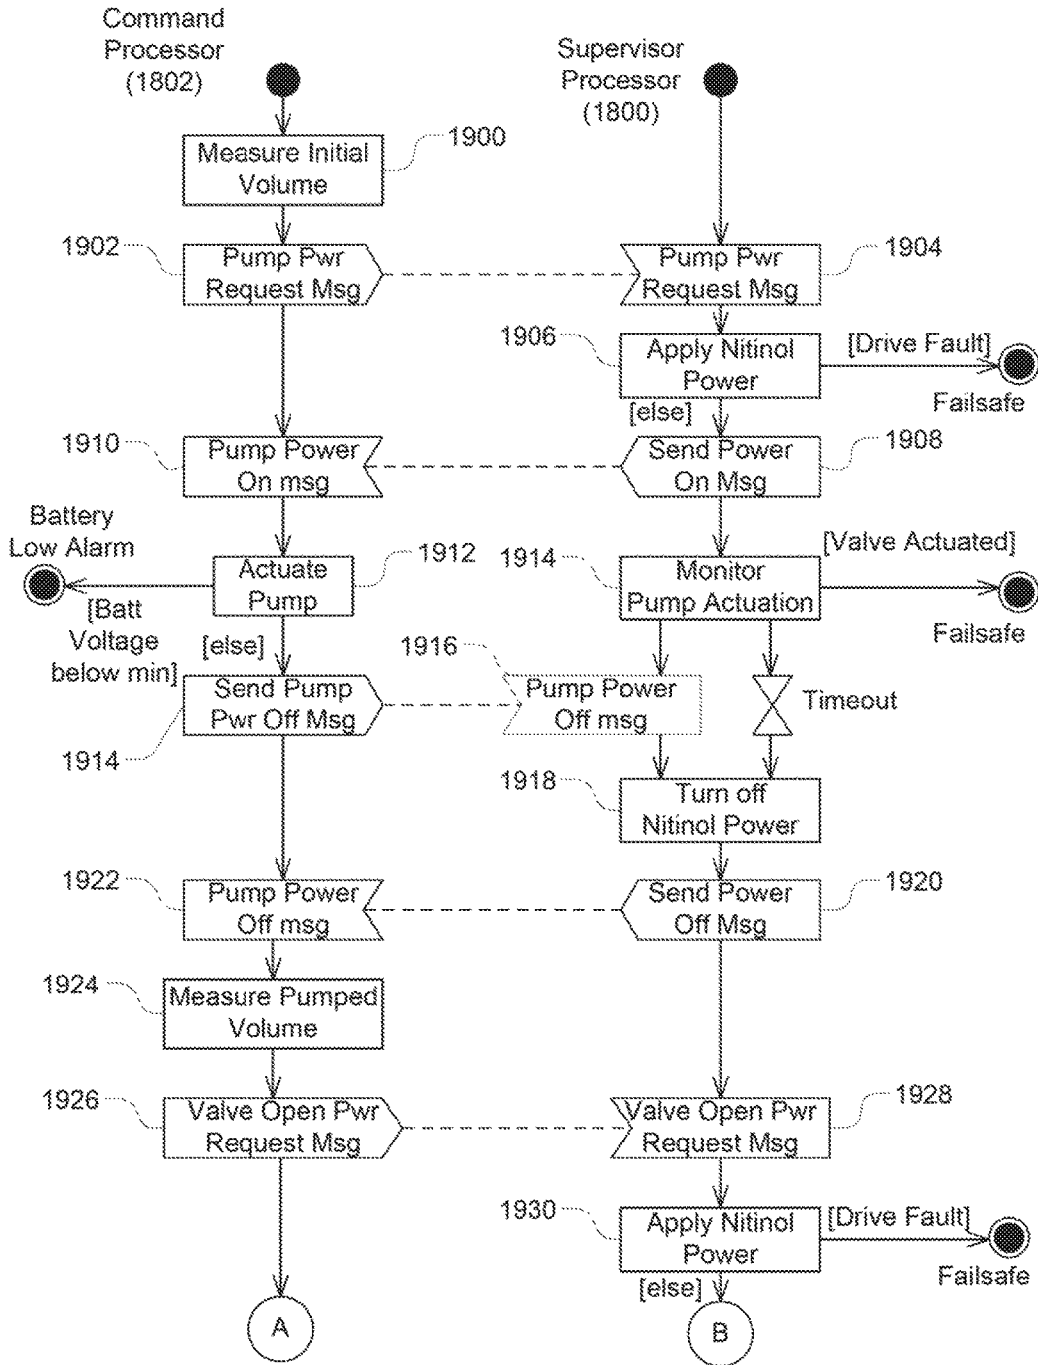 Command
Processor
(1802)
Supervisor
Processor
(1800)
Measure Initial
Volume
1900
1902
Pump Pwr
Request Msg
Pump Pwr
Request Msg
1904
1906
Apply Nitinol
Power
[Drive Fault]
Failsafe
[else]
1910
Pump Power
On msg
Send Power
On Msg
1908
Battery
Low Alarm
Actuate
Pump
1912
1914
Monitor
Pump Actuation
[Valve Actuated]
Failsafe
[Batt
Voltage
below min]
[else]
1916
Send Pump
Pwr Off Msg
1914
Pump Power
Off msg
Timeout
1918
Turn off
Nitinol Power
1922
Pump Power
Off msg
Send Power
Off Msg
1920
1924
Measure Pumped
Volume
1926
Valve Open Pwr
Request Msg
Valve Open Pwr
Request Msg
1928
1930
Apply Nitinol
Power
[Drive Fault]
Failsafe
[else]
A
B